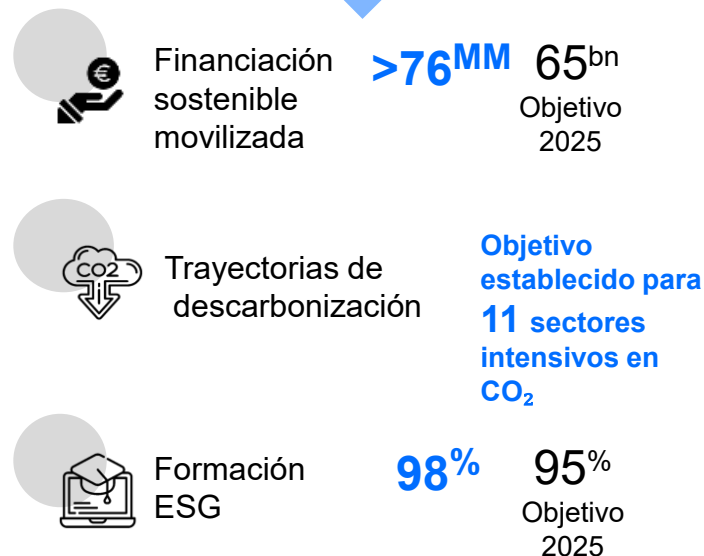 €
Financiación
sostenible
movilizada
>76MM
65bn
Objetivo
2025
CO2
Trayectorias de
descarbonización
Objetivo
establecido para
11 sectores
intensivos en
CO₂
Formación
ESG
98%
95%
Objetivo
2025